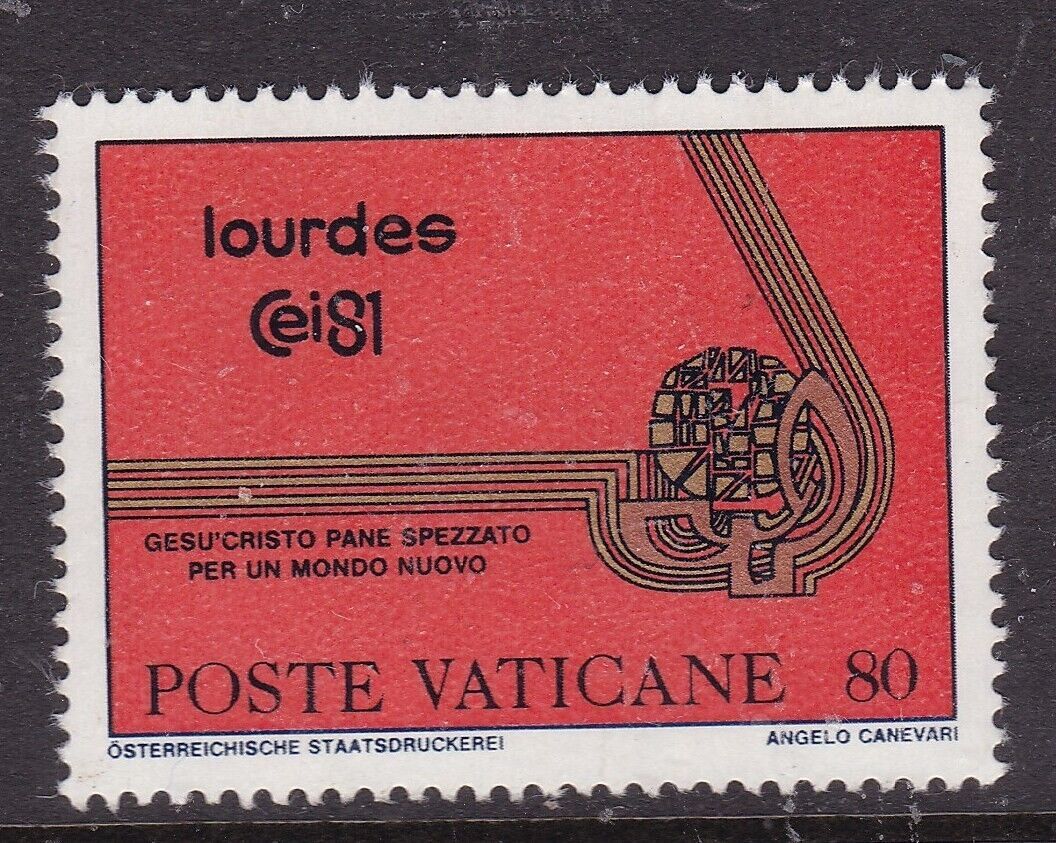 lourdes
Cei81
GESU'CRISTO PANE SPEZZATO
PER UN MONDO NUOVO
POSTE VATICANE 80
ÖSTERREICHISCHE STAATSDRUCKEREI
ANGELO CANEVARI